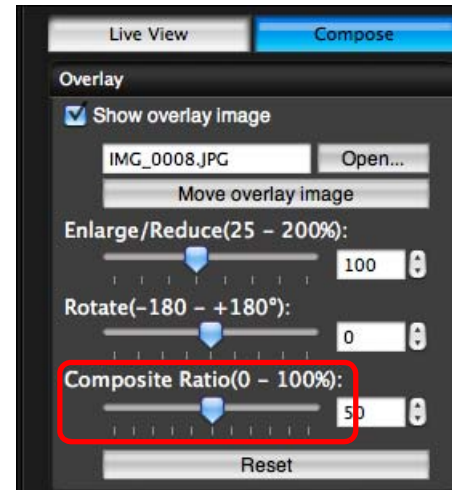 Live View Compose
Overlay
Show overlay image
IMG_0008.JPG Open...
Move overlay image
Enlarge/Reduce(25 – 200%):
100
Rotate(–180 – +180°):
0
Composite Ratio(0 – 100%):
50
Reset